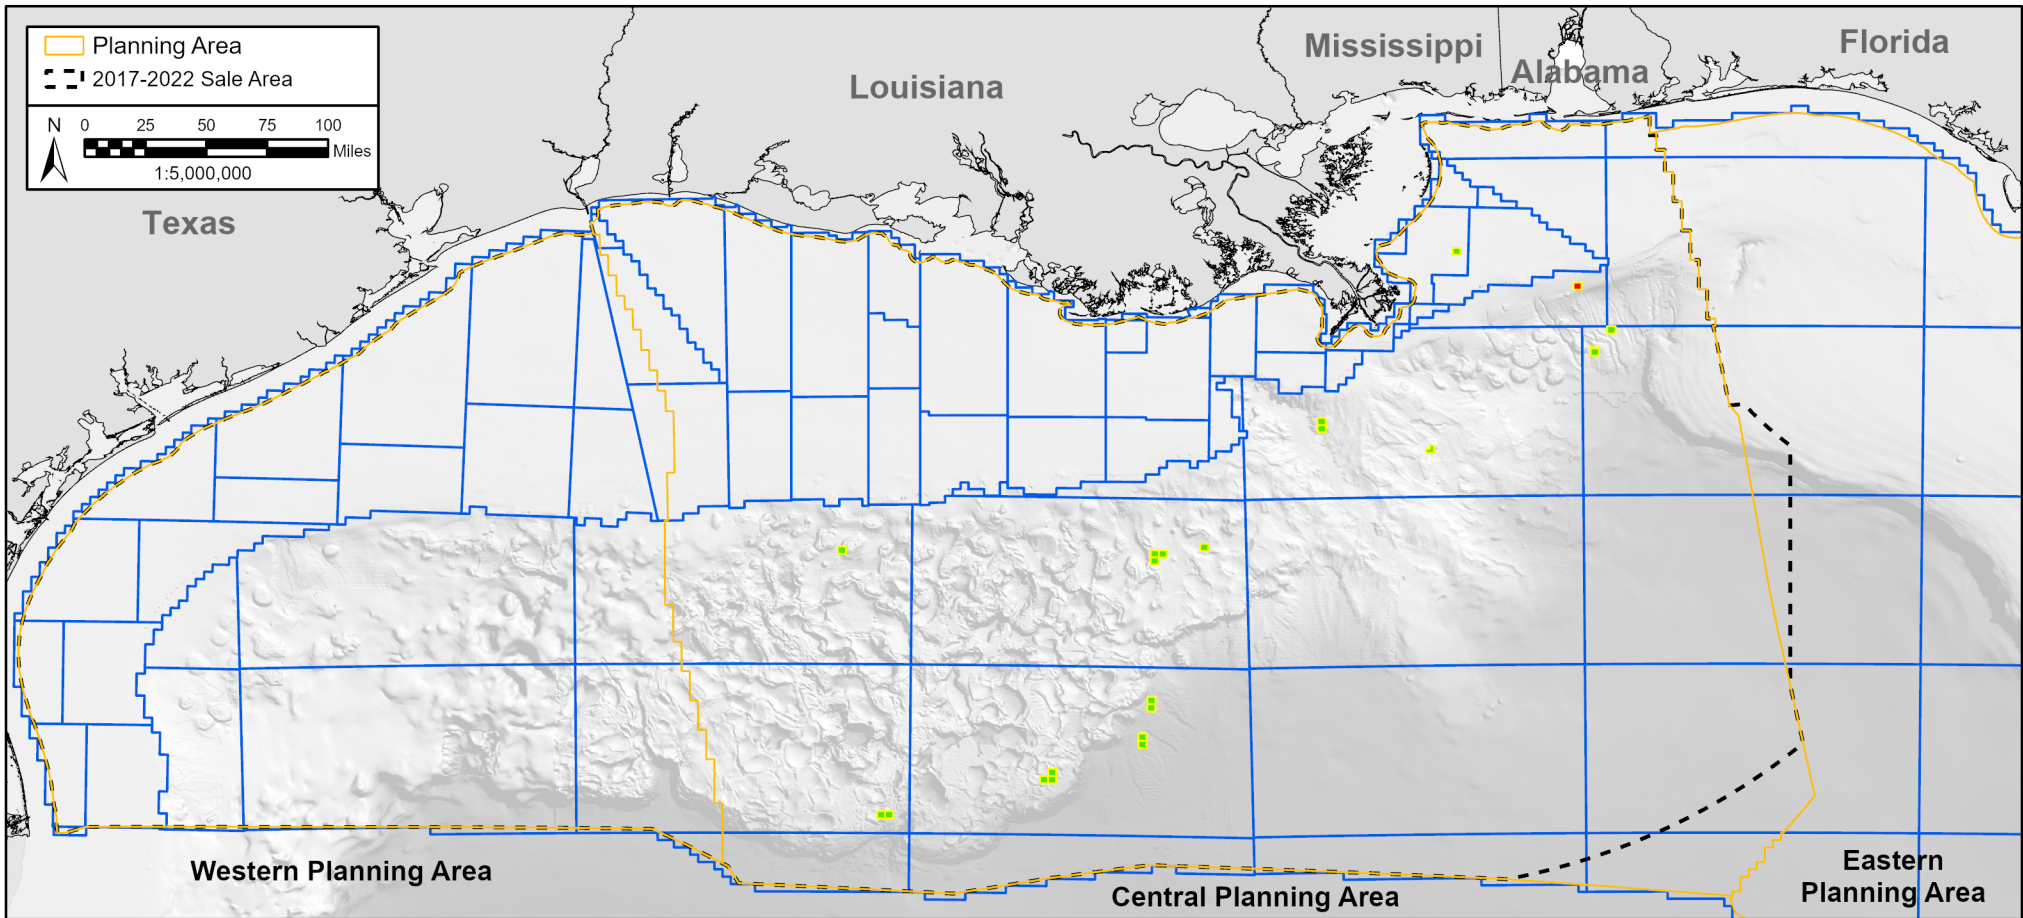 Planning Area
2017-2022 Sale Area
N
0 25 50 75 100
Miles
1:5,000,000
Texas
Louisiana
Mississippi
Alabama
Florida
Western Planning Area
Central Planning Area
Eastern
Planning Area